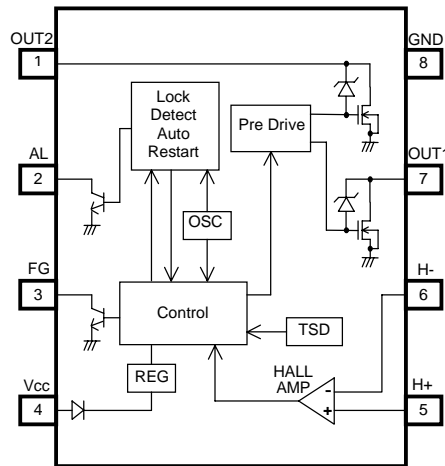 OUT2
1
GND
8
Lock
Detect
Auto
Restart
Pre Drive
AL
2
OUT1
7
OSC
FG
3
H-
6
Control
TSD
REG
HALL
AMP
-
+
Vcc
4
H+
5